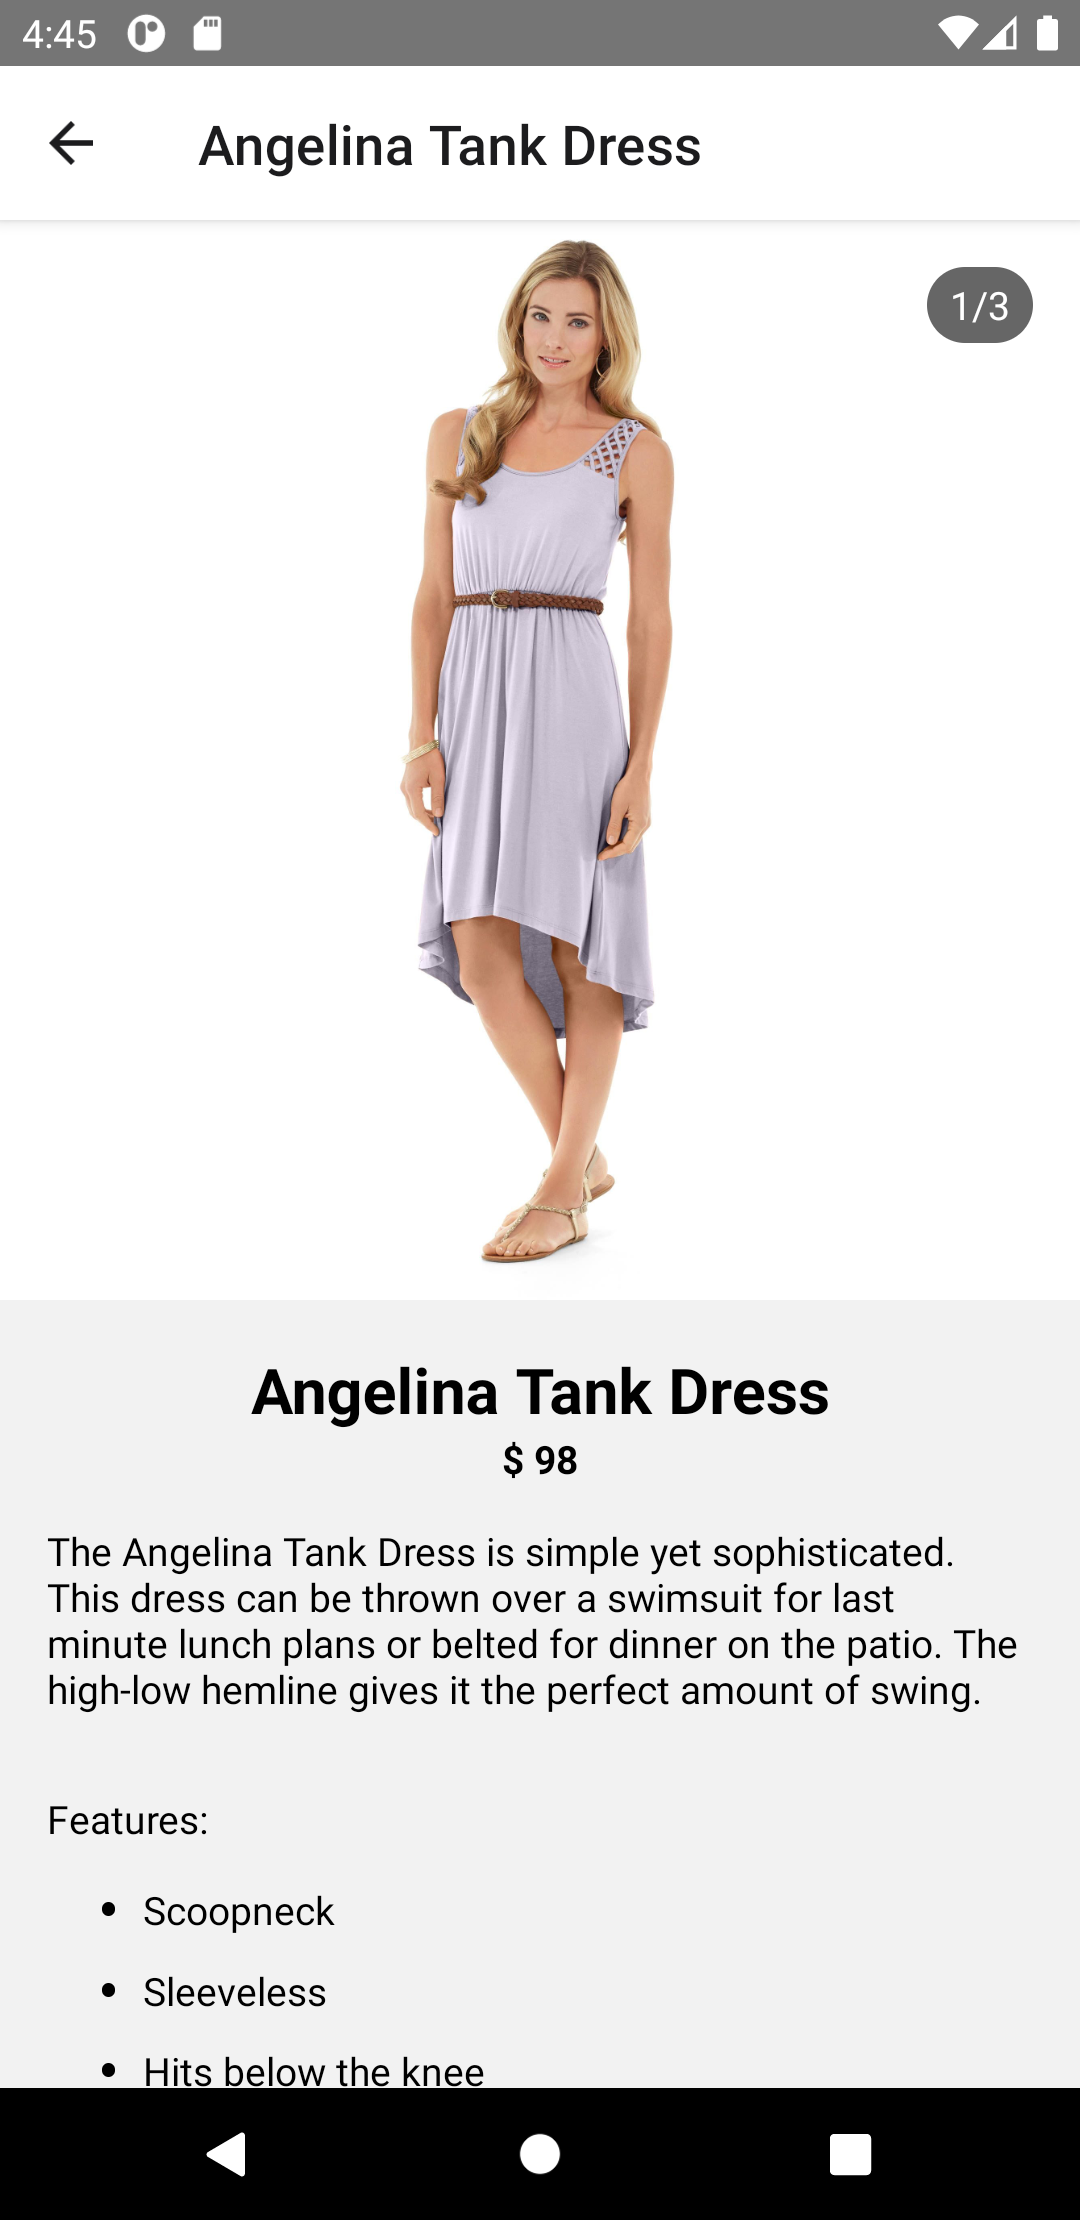 4:45
Angelina Tank Dress
1/3
Angelina Tank Dress
$ 98
The Angelina Tank Dress is simple yet sophisticated.
This dress can be thrown over a swimsuit for last
minute lunch plans or belted for dinner on the patio. The
high-low hemline gives it the perfect amount of swing.
Features:
• Scoopneck
• Sleeveless
• Hits below the knee